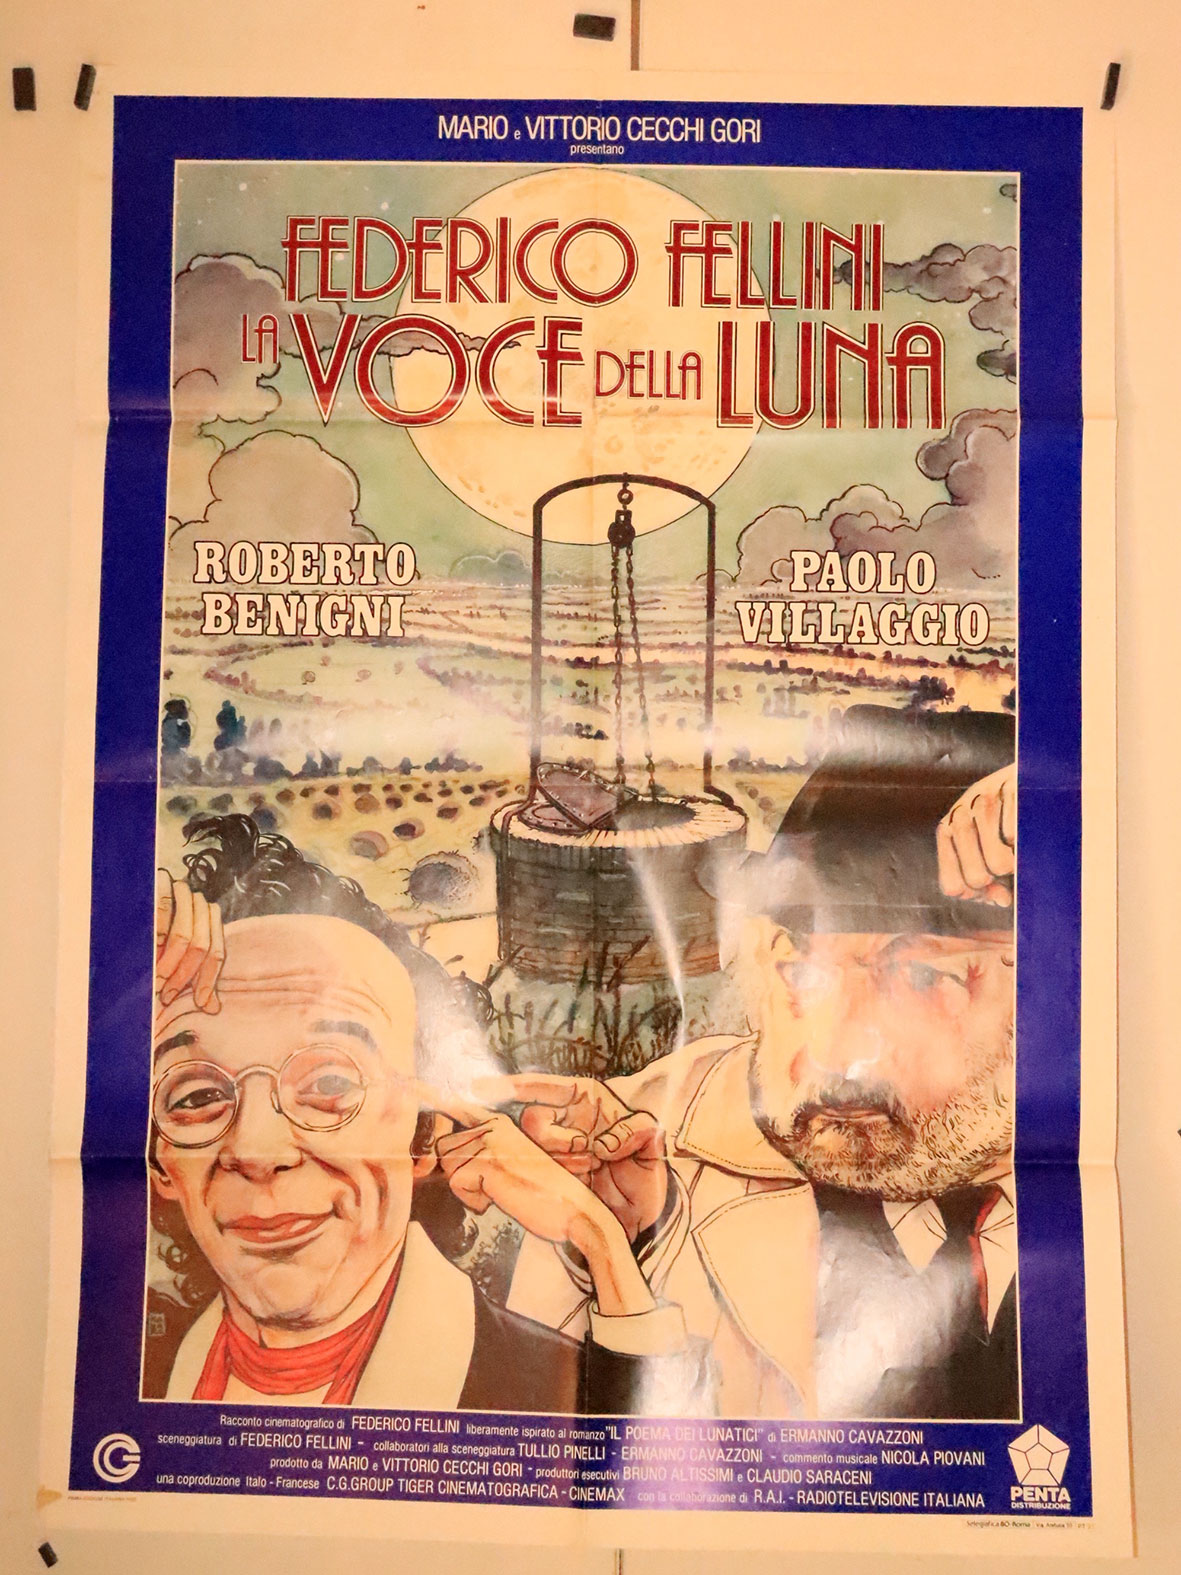 MARIO e VITTORIO CECCHI GORI
presentano
FEDERICO FELLINI
LA VOCE DELLA LUNA
ROBERTO
BENIGNI
PAOLO
VILLAGGIO
Racconto cinematografico di FEDERICO FELLINI liberamente ispirato al romanzo "IL POEMA DEI LUNATICI" di ERMANNO CAVAZZONI
sceneggiatura di FEDERICO FELLINI - collaboratori alla sceneggiatura TULLIO PINELLI - ERMANNO CAVAZZONI - commento musicale NICOLA PIOVANI
prodotto da MARIO e VITTORIO CECCHI GORI - produttori esecutivi BRUNO ALTISSIMI e CLAUDIO SARACENI
una coproduzione Italo - Francese C.G.GROUP TIGER CINEMATOGRAFICA - CINEMAX con la collaborazione di R.A.I. - RADIOTELEVISIONE ITALIANA
PENTA
DISTRIBUZIONE